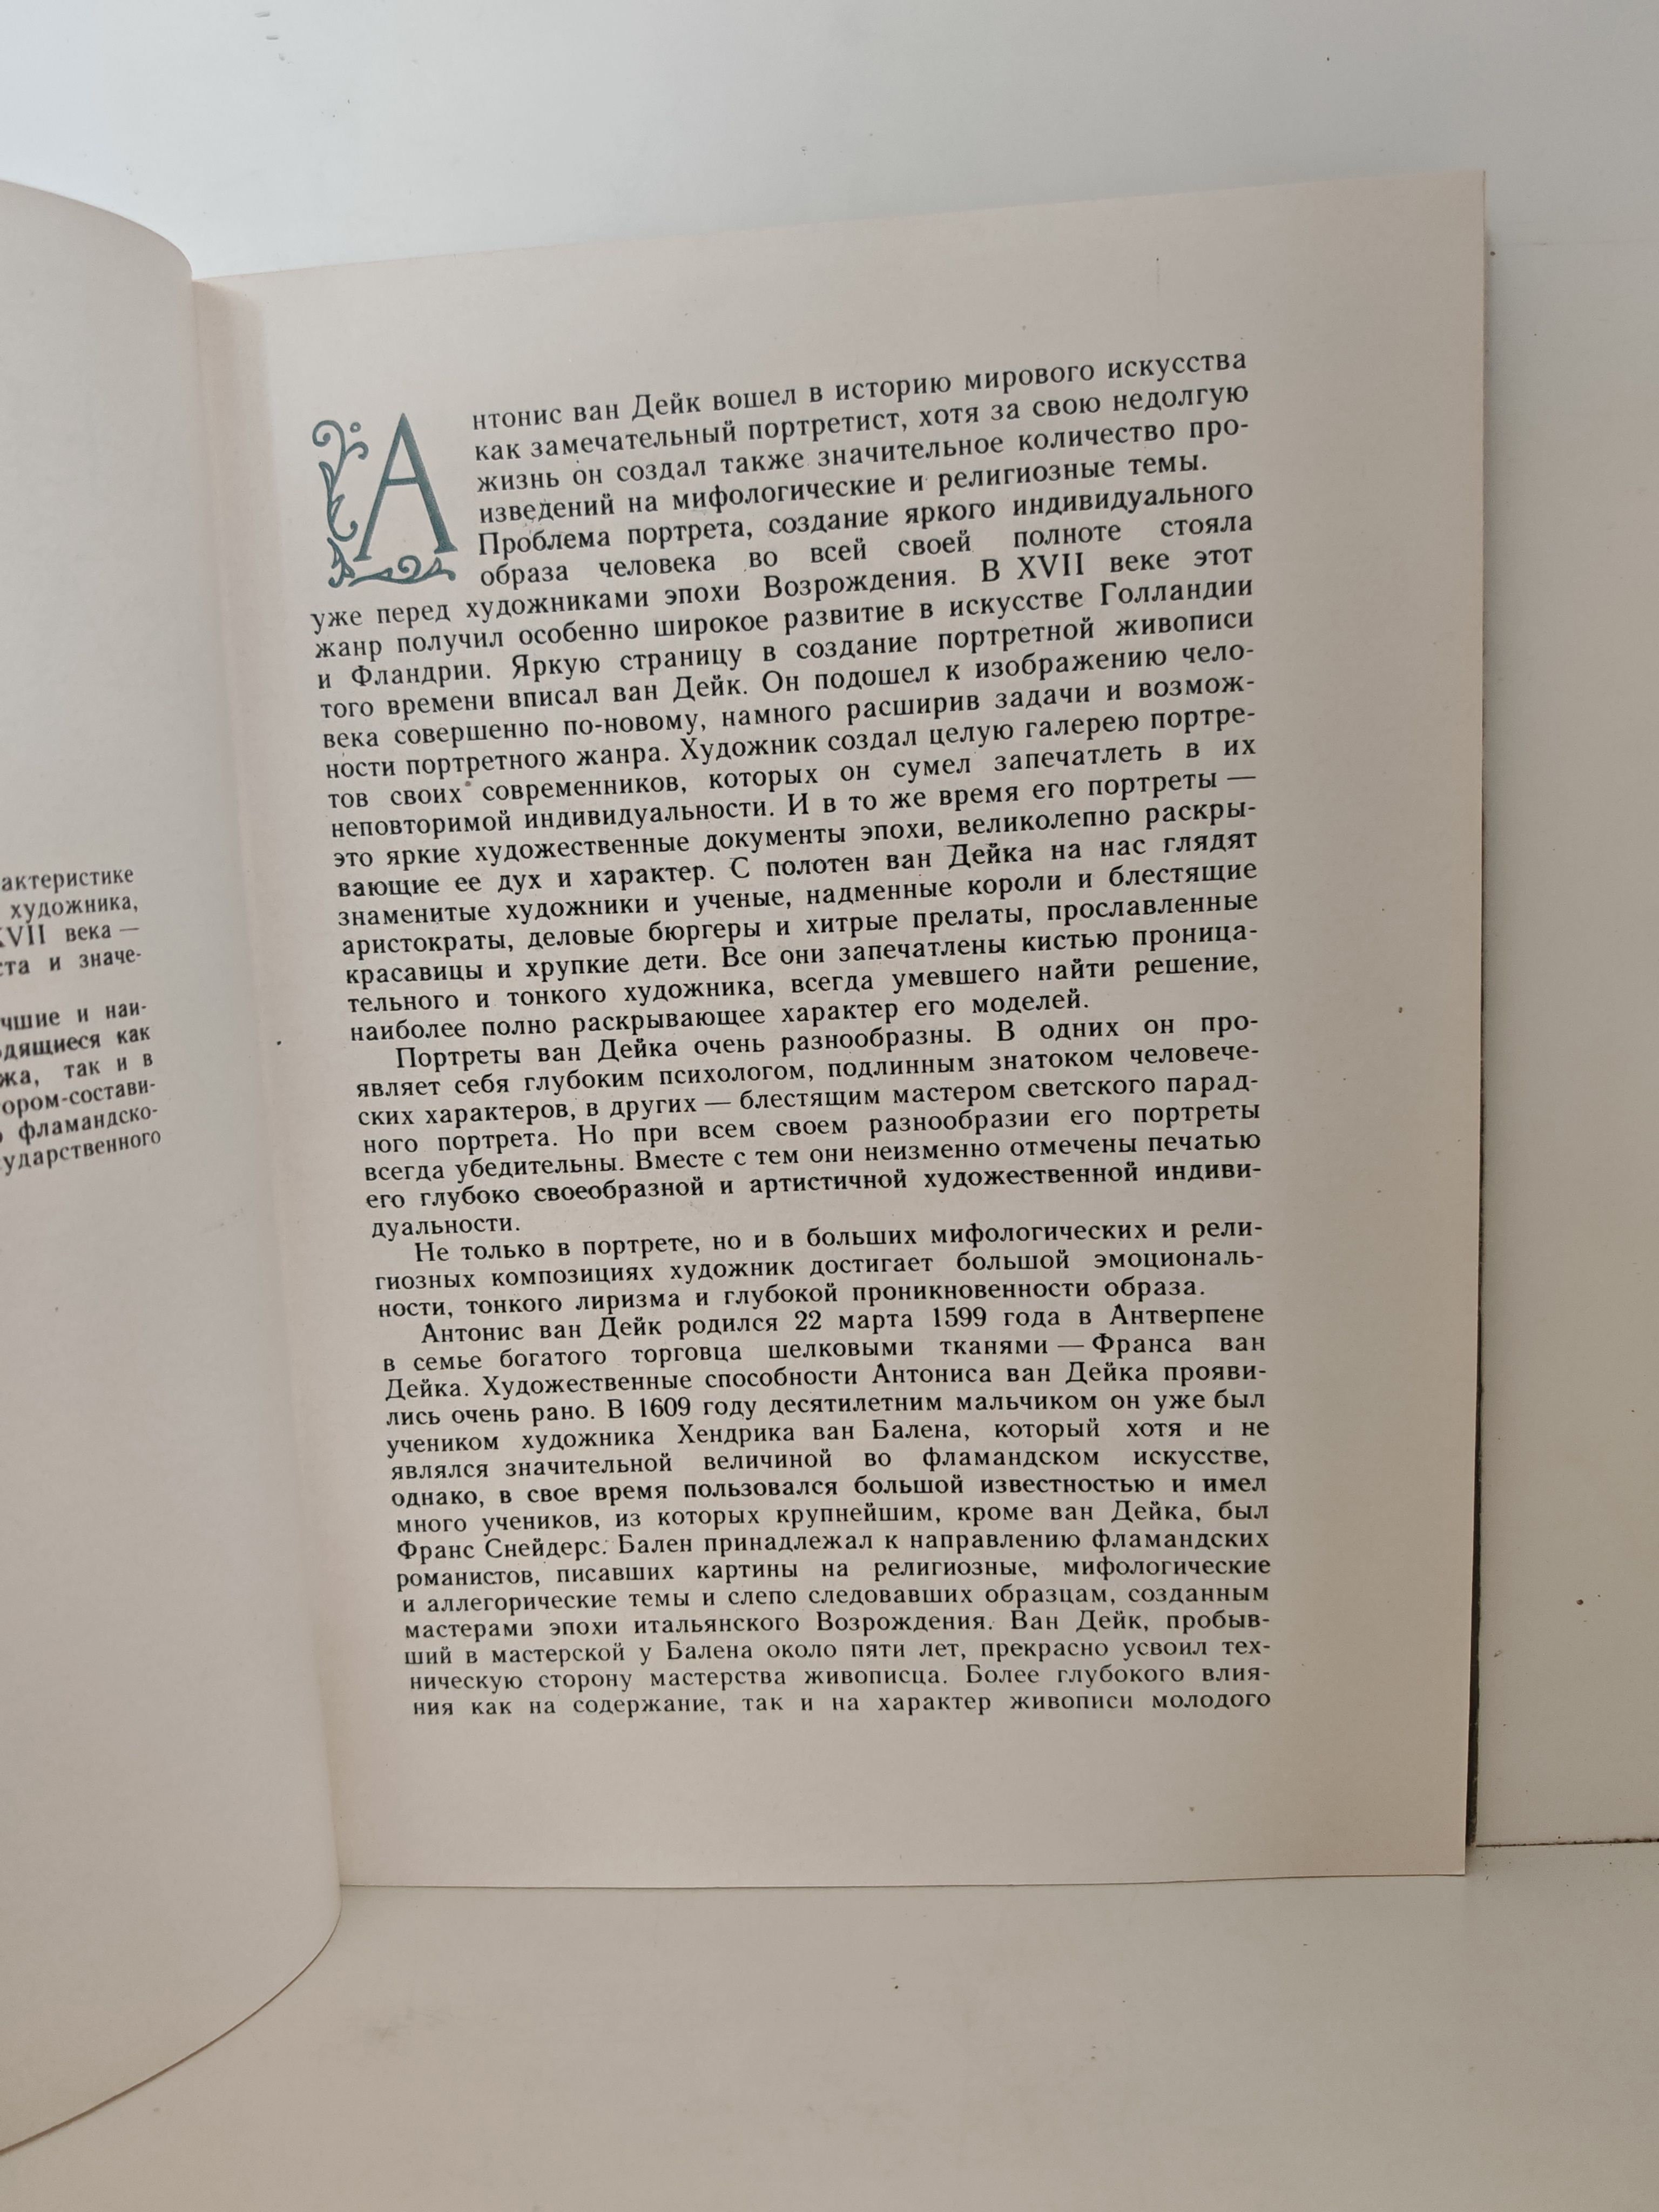 актеристике
художника,
XVII века —
ста и значе-
чшие и наи-
дящиеся как
жа, так и в
ором-состави-
фламандско-
ударственного
Антонис ван Дейк вошел в историю мирового искусства
как замечательный портретист, хотя за свою недолгую
жизнь он создал также значительное количество про-
изведений на мифологические и религиозные темы.
Проблема портрета, создание яркого индивидуального
образа человека во всей своей полноте стояла
уже перед художниками эпохи Возрождения. В XVII веке этот
жанр получил особенно широкое развитие в искусстве Голландии
и Фландрии. Яркую страницу в создание портретной живописи
того времени вписал ван Дейк. Он подошел к изображению чело-
века совершенно по-новому, намного расширив задачи и возмож-
ности портретного жанра. Художник создал целую галерею портре-
тов своих современников, которых он сумел запечатлеть в их
неповторимой индивидуальности. И в то же время его портреты —
это яркие художественные документы эпохи, великолепно раскры-
вающие ее дух и характер. С полотен ван Дейка на нас глядят
знаменитые художники и ученые, надменные короли и блестящие
аристократы, деловые бюргеры и хитрые прелаты, прославленные
красавицы и хрупкие дети. Все они запечатлены кистью проница-
тельного и тонкого художника, всегда умевшего найти решение,
наиболее полно раскрывающее характер его моделей.
Портреты ван Дейка очень разнообразны. В одних он про-
являет себя глубоким психологом, подлинным знатоком человече-
ских характеров, в других — блестящим мастером светского парад-
ного портрета. Но при всем своем разнообразии его портреты
всегда убедительны. Вместе с тем они неизменно отмечены печатью
его глубоко своеобразной и артистичной художественной индиви-
дуальности.
Не только в портрете, но и в больших мифологических и рели-
гиозных композициях художник достигает большой эмоциональ-
ности, тонкого лиризма и глубокой проникновенности образа.
Антонис ван Дейк родился 22 марта 1599 года в Антверпене
в семье богатого торговца шелковыми тканями — Франса ван
Дейка. Художественные способности Антониса ван Дейка прояви-
лись очень рано. В 1609 году десятилетним мальчиком он уже был
учеником художника Хендрика ван Балена, который хотя и не
являлся значительной величиной во фламандском искусстве,
однако, в свое время пользовался большой известностью и имел
много учеников, из которых крупнейшим, кроме ван Дейка, был
Франс Снейдерс. Бален принадлежал к направлению фламандских
романистов, писавших картины на религиозные, мифологические
и аллегорические темы и слепо следовавших образцам, созданным
мастерами эпохи итальянского Возрождения. Ван Дейк, пробыв-
ший в мастерской у Балена около пяти лет, прекрасно усвоил тех-
ническую сторону мастерства живописца. Более глубокого влия-
ния как на содержание, так и на характер живописи молодого